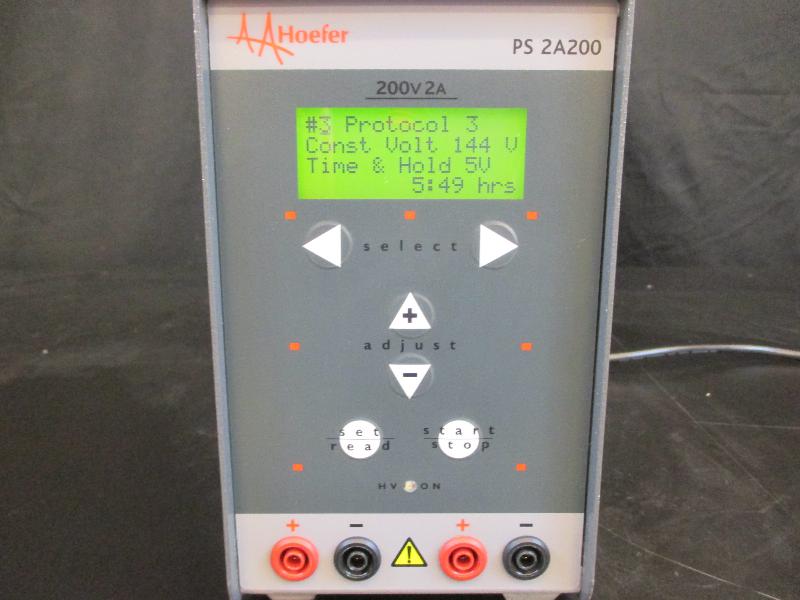 Hoefer
PS 2A200
200V 2A
#3 Protocol 3
Const Volt 144 V
Time & Hold 5V
5:49 hrs
select
+
adjust
−
set
read
start
stop
HV ON
+ − + −
!